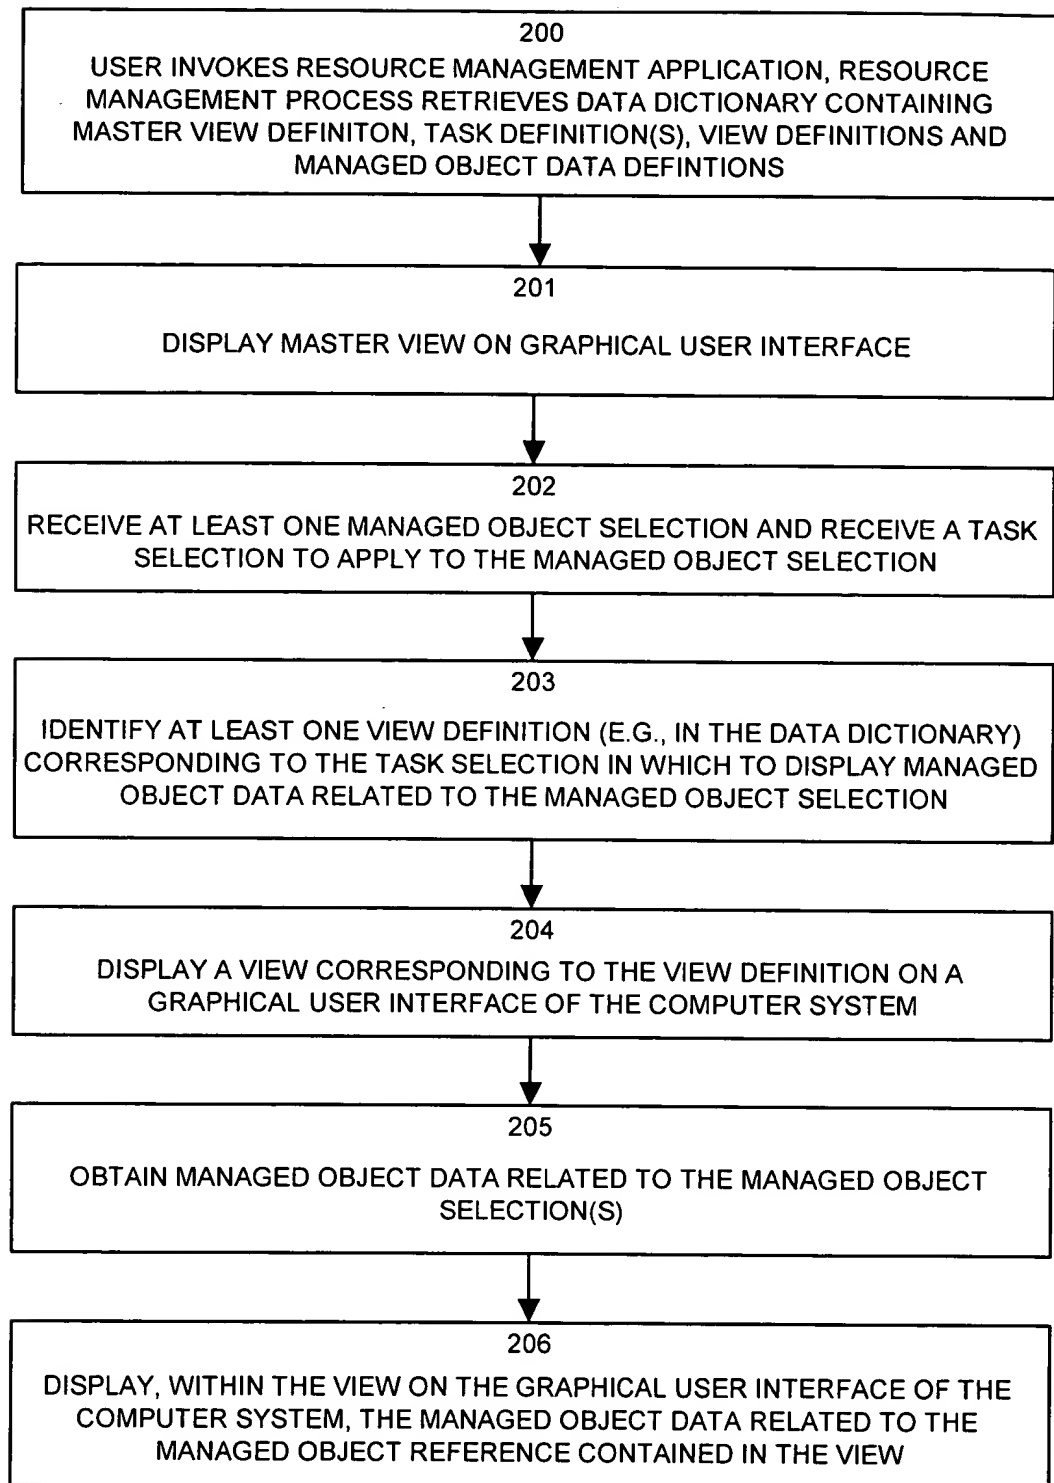 200
USER INVOKES RESOURCE MANAGEMENT APPLICATION, RESOURCE
MANAGEMENT PROCESS RETRIEVES DATA DICTIONARY CONTAINING
MASTER VIEW DEFINITON, TASK DEFINITION(S), VIEW DEFINITIONS AND
MANAGED OBJECT DATA DEFINTIONS
201
DISPLAY MASTER VIEW ON GRAPHICAL USER INTERFACE
202
RECEIVE AT LEAST ONE MANAGED OBJECT SELECTION AND RECEIVE A TASK
SELECTION TO APPLY TO THE MANAGED OBJECT SELECTION
203
IDENTIFY AT LEAST ONE VIEW DEFINITION (E.G., IN THE DATA DICTIONARY)
CORRESPONDING TO THE TASK SELECTION IN WHICH TO DISPLAY MANAGED
OBJECT DATA RELATED TO THE MANAGED OBJECT SELECTION
204
DISPLAY A VIEW CORRESPONDING TO THE VIEW DEFINITION ON A
GRAPHICAL USER INTERFACE OF THE COMPUTER SYSTEM
205
OBTAIN MANAGED OBJECT DATA RELATED TO THE MANAGED OBJECT
SELECTION(S)
206
DISPLAY, WITHIN THE VIEW ON THE GRAPHICAL USER INTERFACE OF THE
COMPUTER SYSTEM, THE MANAGED OBJECT DATA RELATED TO THE
MANAGED OBJECT REFERENCE CONTAINED IN THE VIEW